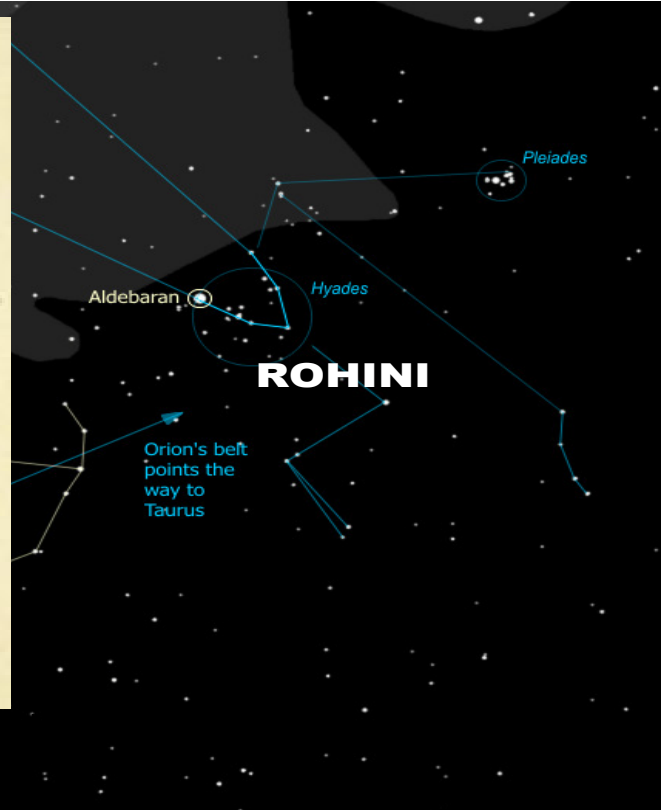 Pleiades
Hyades
Aldebaran
ROHINI
Orion's belt
points the
way to
Taurus